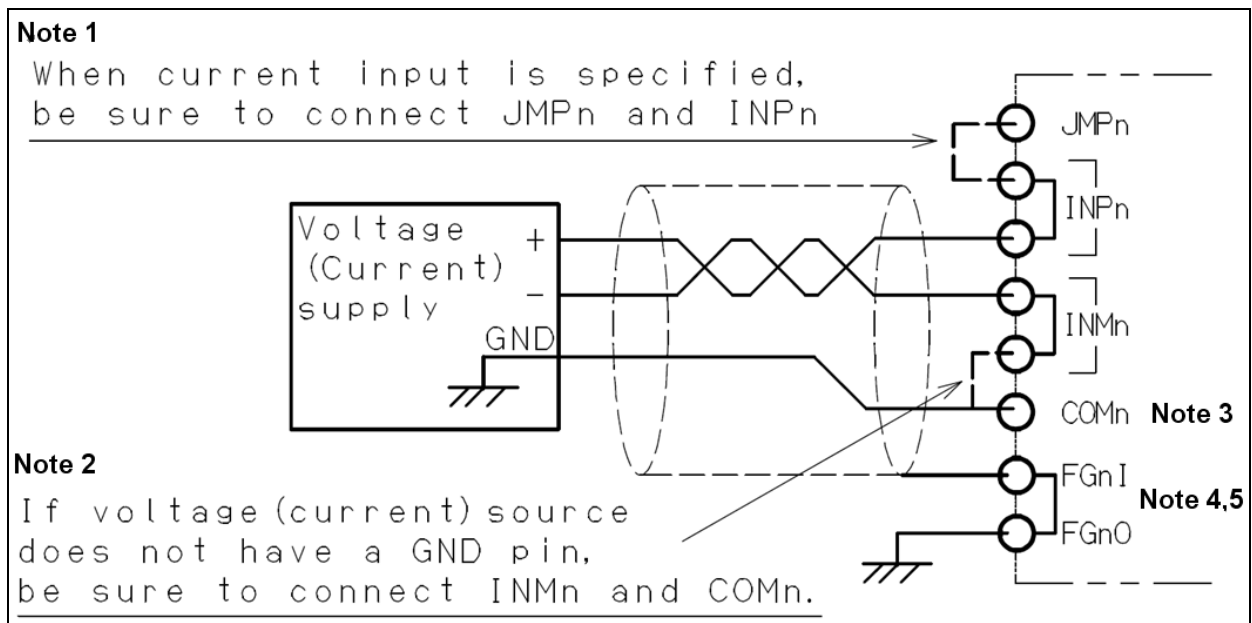 Note 1
When current input is specified,
be sure to connect JMPn and INPn
JMPn
INPn
Voltage
(Current)
supply
+
-
GND
INMn
COMn Note 3
Note 2
If voltage (current) source
does not have a GND pin,
be sure to connect INMn and COMn.
FGnI
Note 4,5
FGnO